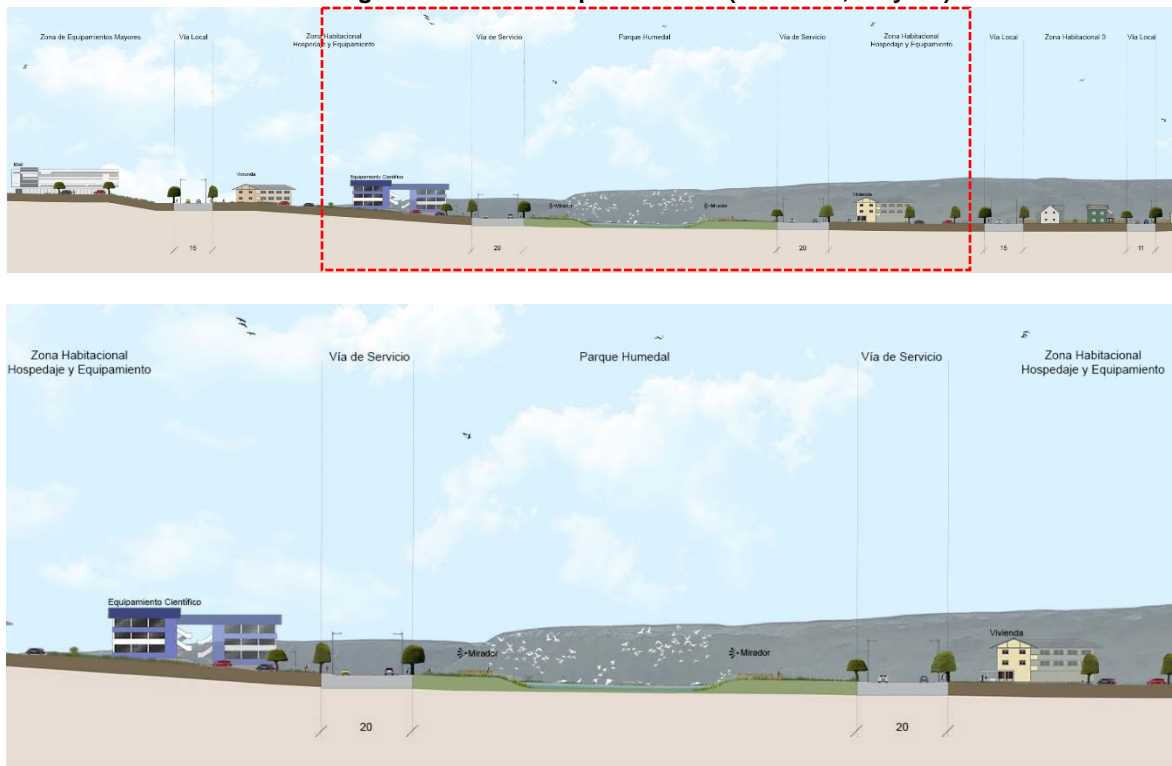 Zona de Equipamientos Mayores
Vía Local
Zona Habitacional
Hospedaje y Equipamiento
Vía de Servicio
Parque Humedal
Vía de Servicio
Zona Habitacional
Hospedaje y Equipamiento
Vía Local
Zona Habitacional 3
Vía Local
Mall
Vivienda
Equipamiento Científico
Mirador
Mirador
Vivienda
15
20
20
15
11
Zona Habitacional
Hospedaje y Equipamiento
Vía de Servicio
Parque Humedal
Vía de Servicio
Zona Habitacional
Hospedaje y Equipamiento
Equipamiento Científico
Mirador
Mirador
Vivienda
20
20